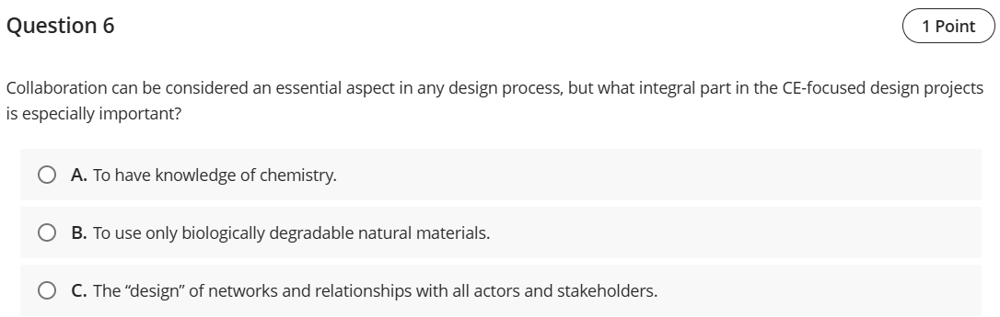 Question 6
1 Point
Collaboration can be considered an essential aspect in any design process, but what integral part in the CE-focused design projects
is especially important?
A. To have knowledge of chemistry.
B. To use only biologically degradable natural materials.
C. The “design” of networks and relationships with all actors and stakeholders.